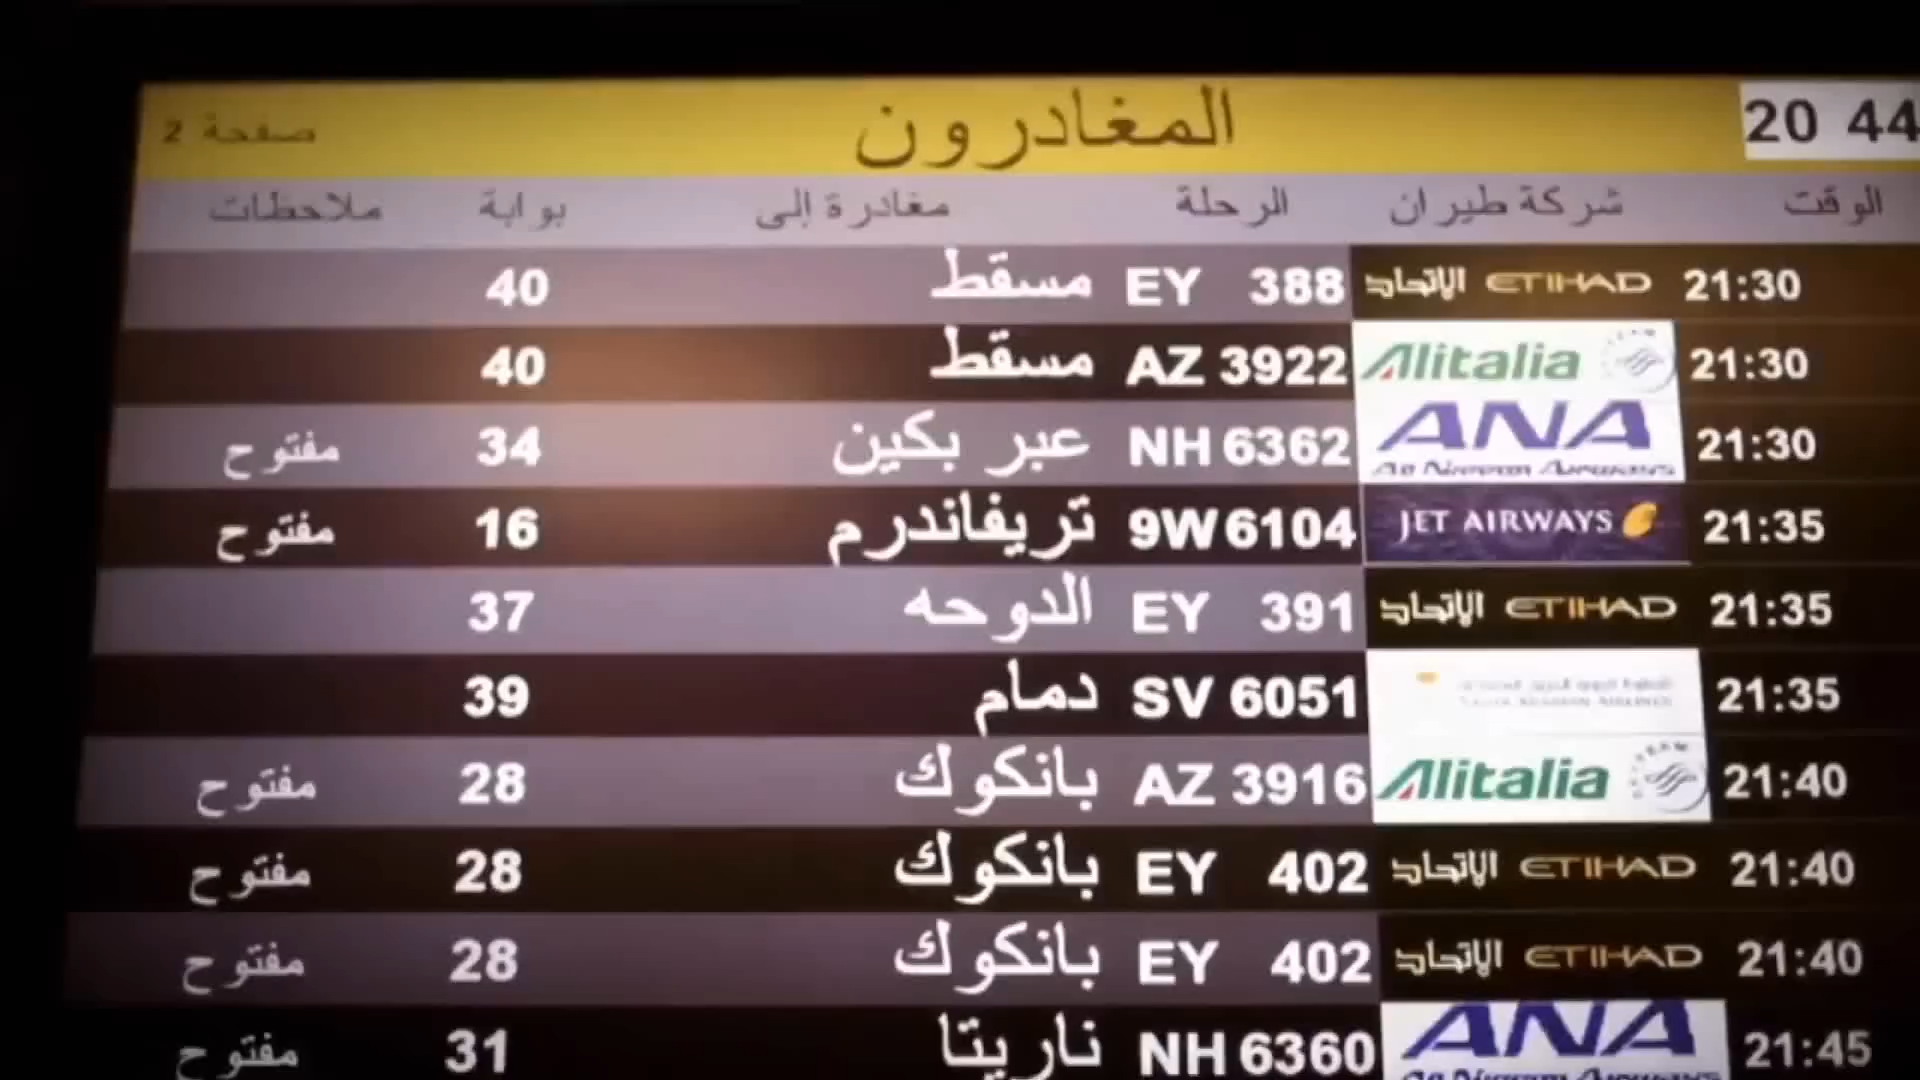 20 44 المغادرون صفحة 2
الوقت شركة طيران الرحلة مغادرة إلى بوابة ملاحظات
21:30 الإتحاد ETIHAD EY 388 مسقط 40
21:30 Alitalia AZ 3922 مسقط 40
21:30 ANA NH 6362 عبر بكين 34 مفتوح
21:35 JET AIRWAYS 9W 6104 تريفاندرم 16 مفتوح
21:35 الإتحاد ETIHAD EY 391 الدوحه 37
21:35 SV 6051 دمام 39
21:40 Alitalia AZ 3916 بانكوك 28 مفتوح
21:40 الإتحاد ETIHAD EY 402 بانكوك 28 مفتوح
21:40 الإتحاد ETIHAD EY 402 بانكوك 28 مفتوح
21:45 ANA NH 6360 ناريتا 31 مفتوح